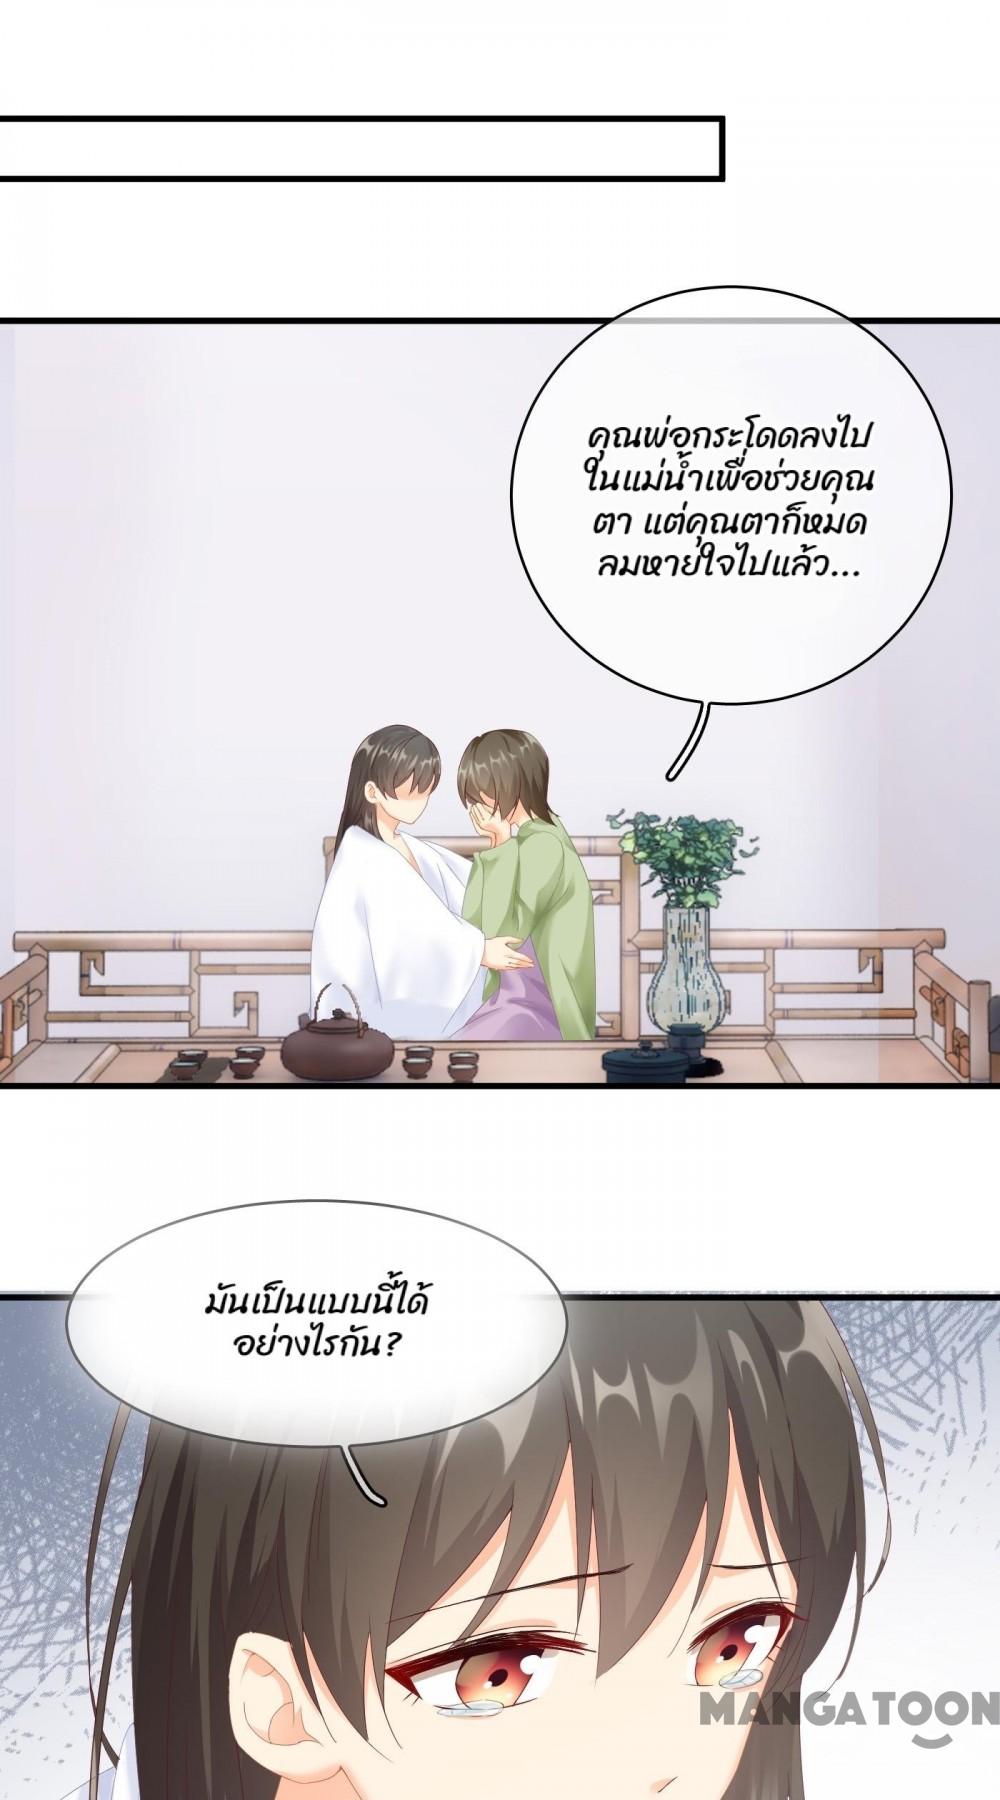 คุณพ่อกระโดดลงไป
ในแม่น้ำเพื่อช่วยคุณ
ตา แต่คุณตาก็หมด
ลมหายใจไปแล้ว...
มันเป็นแบบนี้ได้
อย่างไรกัน?
MANGATOON